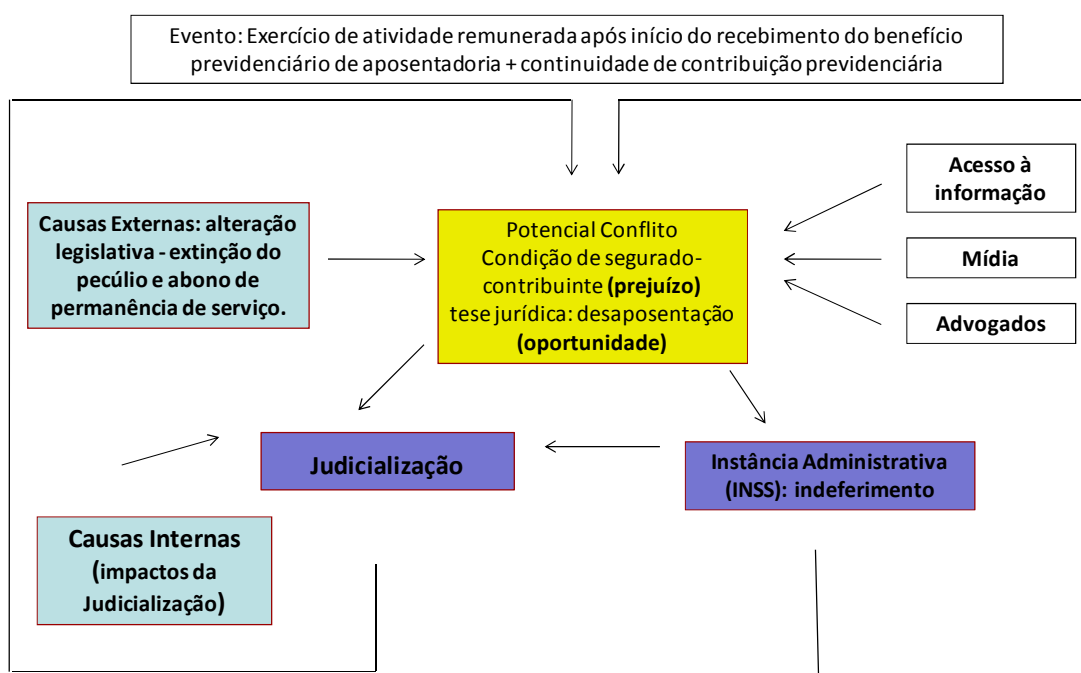 Evento: Exercício de atividade remunerada após início do recebimento do benefício
previdenciário de aposentadoria + continuidade de contribuição previdenciária
Causas Externas: alteração
legislativa - extinção do
pecúlio e abono de
permanência de serviço.
Potencial Conflito
Condição de segurado-
contribuinte (prejuízo)
tese jurídica: desaposentação
(oportunidade)
Acesso à
informação
Mídia
Advogados
Judicialização
Instância Administrativa
(INSS): indeferimento
Causas Internas
(impactos da
Judicialização)